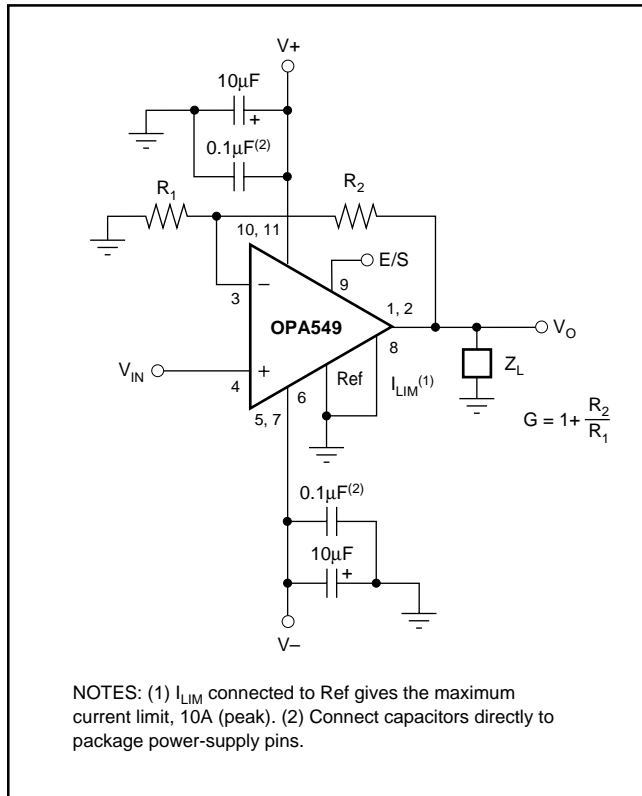 V+
10µF
+
0.1µF(2)
R1
R2
10, 11
E/S
9
–
3
1, 2
OPA549
VO
8
VIN
4
+
Ref
ILIM(1)
ZL
6
5, 7
G = 1+ R2
R1
0.1µF(2)
10µF
+
V–
NOTES: (1) ILIM connected to Ref gives the maximum
current limit, 10A (peak). (2) Connect capacitors directly to
package power-supply pins.